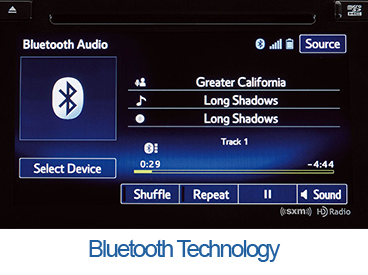 Bluetooth Audio
Source
Greater California
Long Shadows
Long Shadows
Track 1
Select Device
0:29
-4:44
Shuffle
Repeat
Sound
((sxm))
HD Radio
Bluetooth Technology